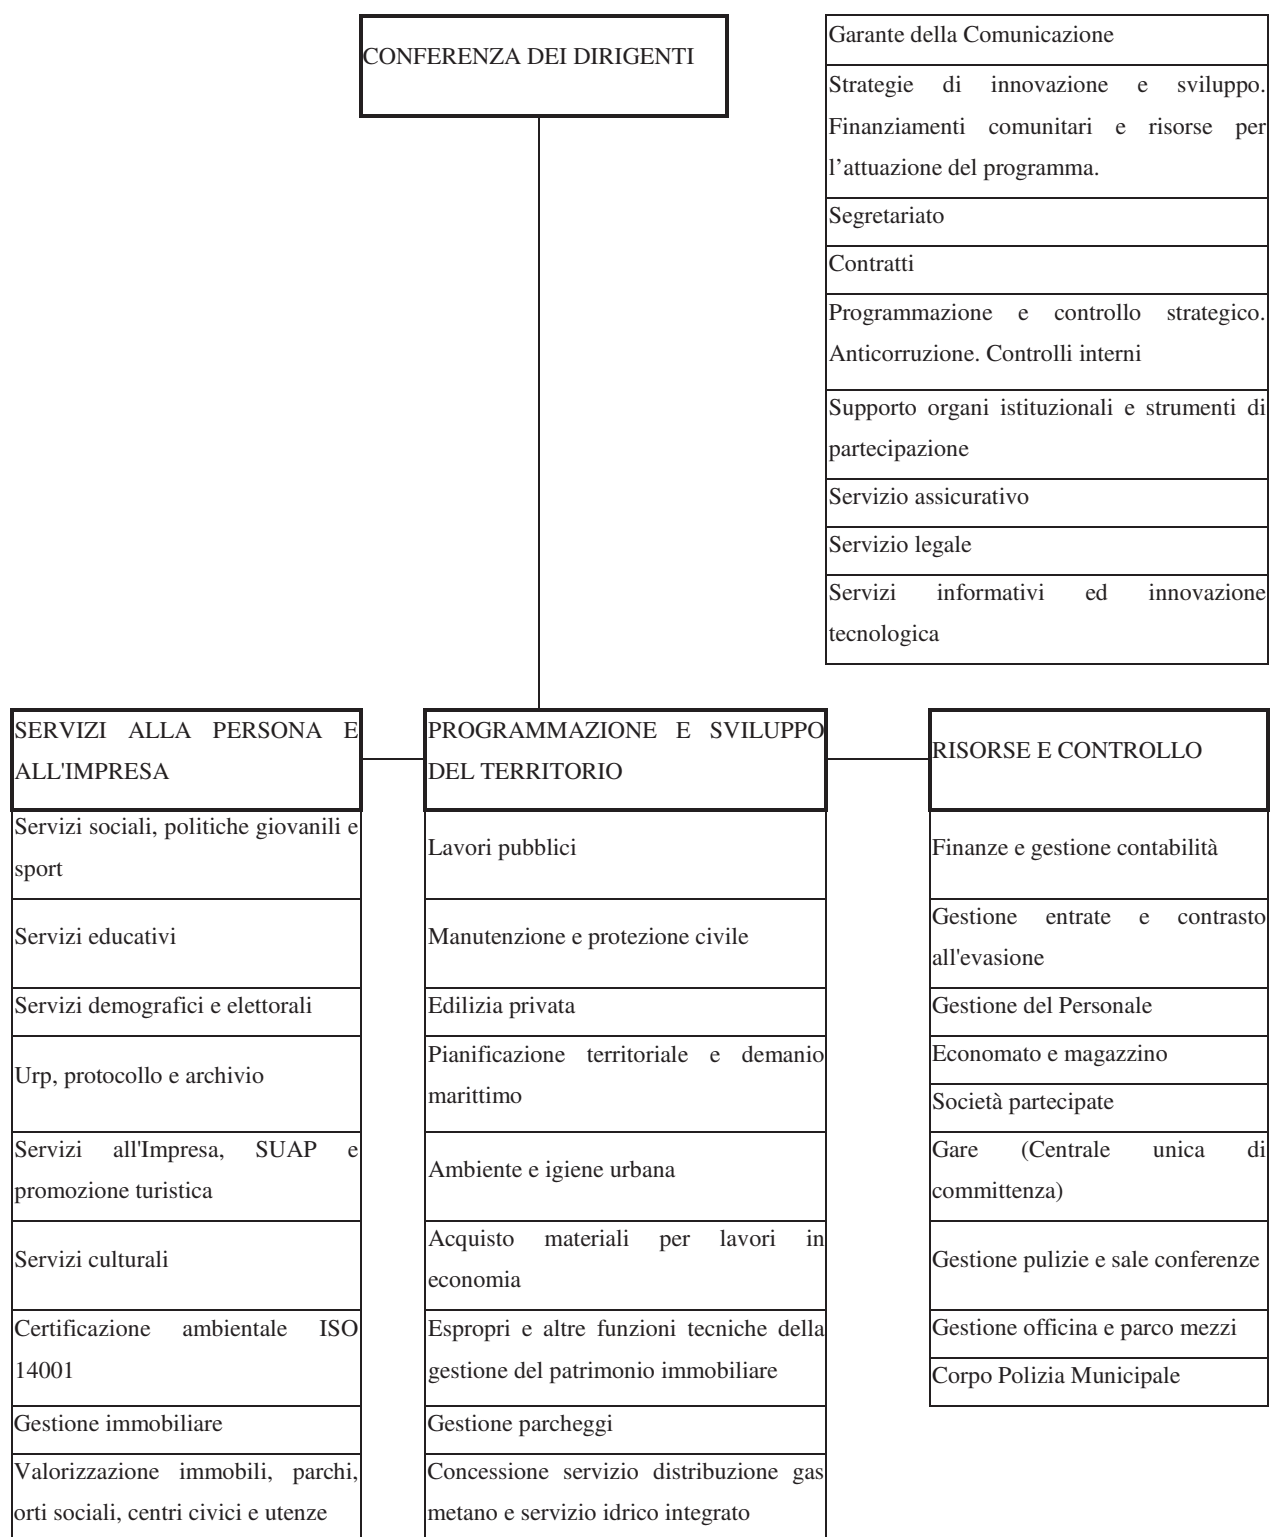 CONFERENZA DEI DIRIGENTI
Garante della Comunicazione
Strategie di innovazione e sviluppo.
Finanziamenti comunitari e risorse per
l’attuazione del programma.
Segretariato
Contratti
Programmazione e controllo strategico.
Anticorruzione. Controlli interni
Supporto organi istituzionali e strumenti di
partecipazione
Servizio assicurativo
Servizio legale
Servizi informativi ed innovazione
tecnologica
SERVIZI ALLA PERSONA E
ALL'IMPRESA
Servizi sociali, politiche giovanili e
sport
Servizi educativi
Servizi demografici e elettorali
Urp, protocollo e archivio
Servizi all'Impresa, SUAP e
promozione turistica
Servizi culturali
Certificazione ambientale ISO
14001
Gestione immobiliare
Valorizzazione immobili, parchi,
orti sociali, centri civici e utenze
PROGRAMMAZIONE E SVILUPPO
DEL TERRITORIO
Lavori pubblici
Manutenzione e protezione civile
Edilizia privata
Pianificazione territoriale e demanio
marittimo
Ambiente e igiene urbana
Acquisto materiali per lavori in
economia
Espropri e altre funzioni tecniche della
gestione del patrimonio immobiliare
Gestione parcheggi
Concessione servizio distribuzione gas
metano e servizio idrico integrato
RISORSE E CONTROLLO
Finanze e gestione contabilità
Gestione entrate e contrasto
all'evasione
Gestione del Personale
Economato e magazzino
Società partecipate
Gare (Centrale unica di
committenza)
Gestione pulizie e sale conferenze
Gestione officina e parco mezzi
Corpo Polizia Municipale